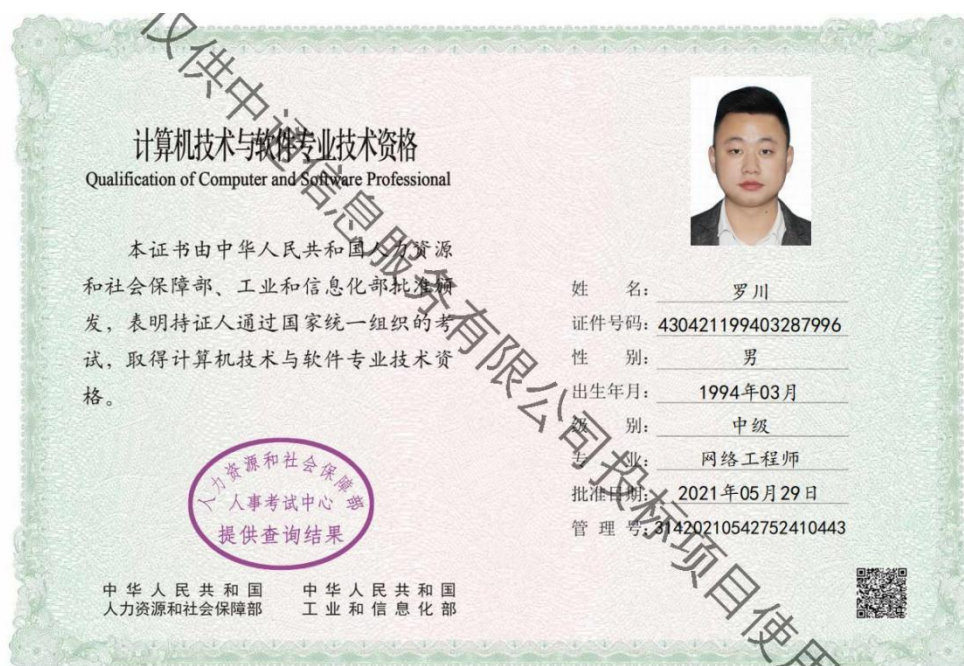 仅供中通信息服务有限公司投标项目使用
计算机技术与软件专业技术资格
Qualification of Computer and Software Professional
本证书由中华人民共和国人力资源
和社会保障部、工业和信息化部批准颁
发，表明持证人通过国家统一组织的考
试，取得计算机技术与软件专业技术资
格。
人力资源和社会保障部
人事考试中心
提供查询结果
中华人民共和国
人力资源和社会保障部
中华人民共和国
工业和信息化部
姓 名： 罗川
证件号码：430421199403287996
性 别： 男
出生年月： 1994年03月
级 别： 中级
专 业： 网络工程师
批准日期： 2021年05月29日
管 理 号：31420210542752410443